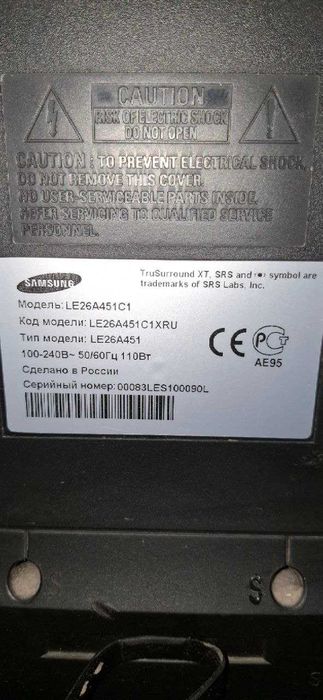 CAUTION
RISK OF ELECTRIC SHOCK
DO NOT OPEN
CAUTION : TO PREVENT ELECTRICAL SHOCK,
DO NOT REMOVE THIS COVER.
NO USER-SERVICEABLE PARTS INSIDE.
REFER SERVICING TO QUALIFIED SERVICE
PERSONNEL.
SAMSUNG
TruSurround XT, SRS and (●) symbol are
trademarks of SRS Labs, Inc.
Модель: LE26A451C1
Код модели: LE26A451C1XRU
Тип модели: LE26A451
100-240В~ 50/60Гц 110Вт
Сделано в России
Серийный номер: 00083LES100090L
CE
РСТ
АЕ95
S
S